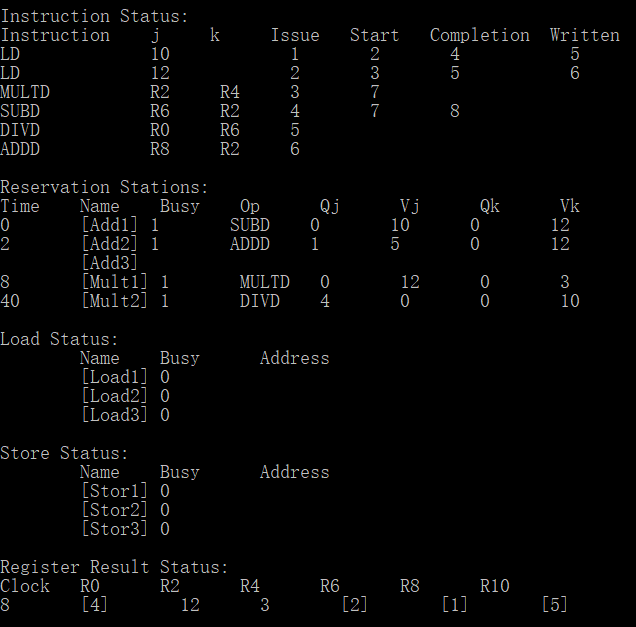 Instruction Status:
Instruction j k Issue Start Completion Written
LD 10 1 2 4 5
LD 12 2 3 5 6
MULTD R2 R4 3 7
SUBD R6 R2 4 7 8
DIVD R0 R6 5
ADDD R8 R2 6
Reservation Stations:
Time Name Busy Op Qj Vj Qk Vk
0 [Add1] 1 SUBD 0 10 0 12
2 [Add2] 1 ADDD 1 5 0 12
[Add3]
8 [Mult1] 1 MULTD 0 12 0 3
40 [Mult2] 1 DIVD 4 0 0 10
Load Status:
Name Busy Address
[Load1] 0
[Load2] 0
[Load3] 0
Store Status:
Name Busy Address
[Stor1] 0
[Stor2] 0
[Stor3] 0
Register Result Status:
Clock R0 R2 R4 R6 R8 R10
8 [4] 12 3 [2] [1] [5]